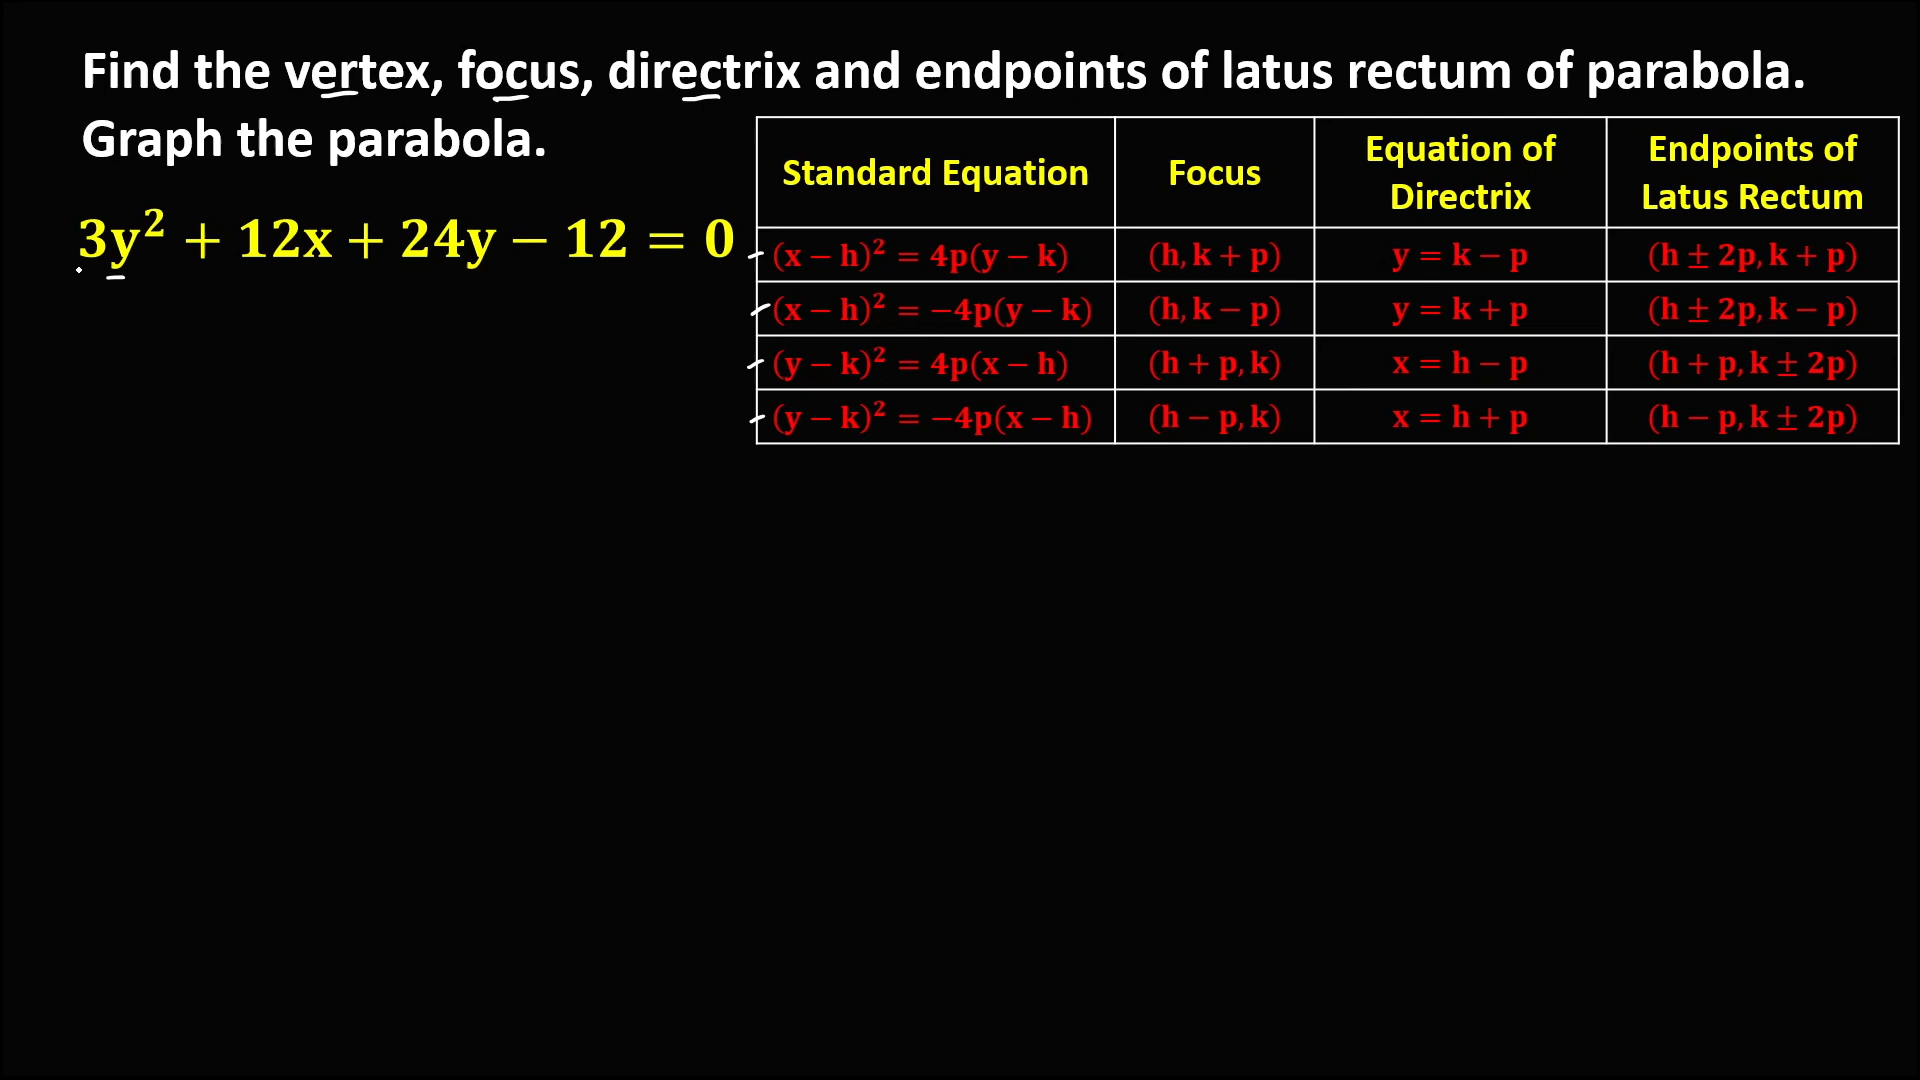 Find the vertex, focus, directrix and endpoints of latus rectum of parabola.
Graph the parabola.
3y² + 12x + 24y − 12 = 0
Standard Equation Focus Equation of Directrix Endpoints of Latus Rectum
(x − h)² = 4p(y − k) (h, k + p) y = k − p (h ± 2p, k + p)
(x − h)² = −4p(y − k) (h, k − p) y = k + p (h ± 2p, k − p)
(y − k)² = 4p(x − h) (h + p, k) x = h − p (h + p, k ± 2p)
(y − k)² = −4p(x − h) (h − p, k) x = h + p (h − p, k ± 2p)